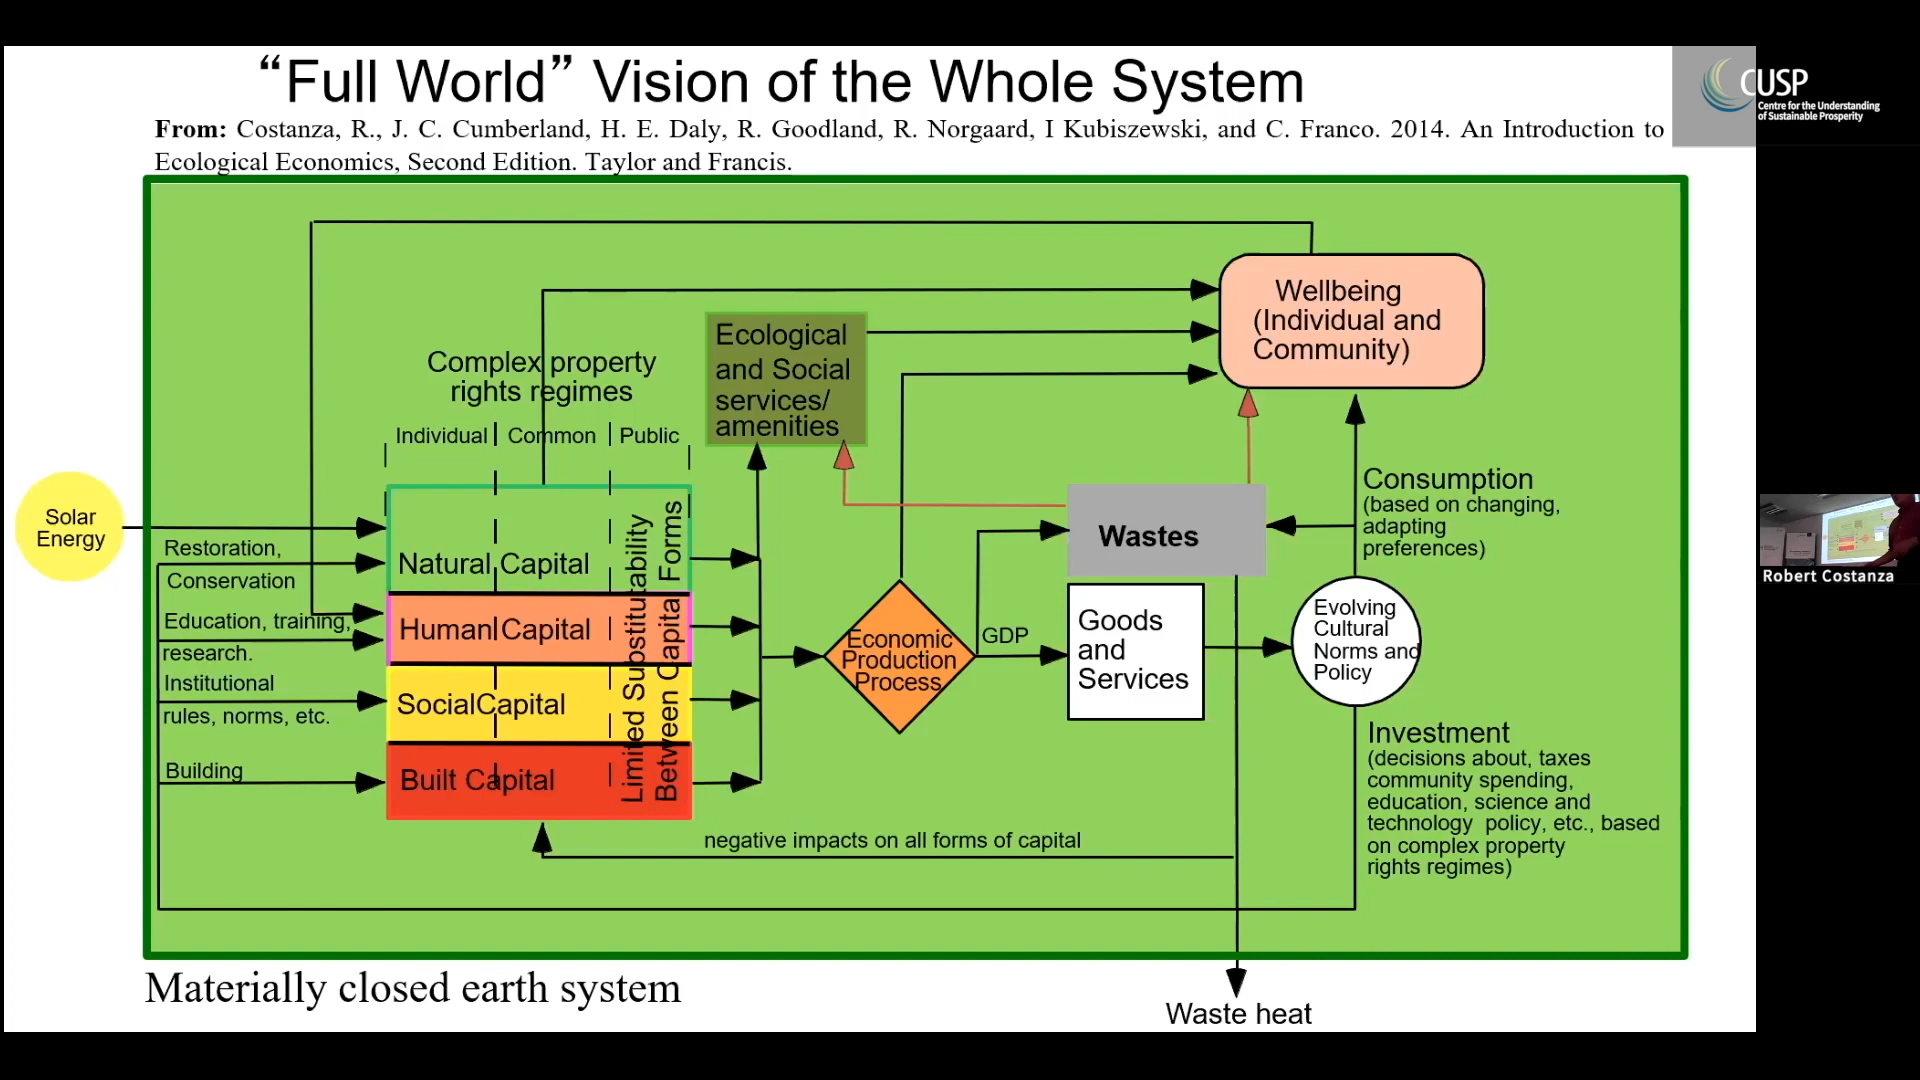 “Full World” Vision of the Whole System
From: Costanza, R., J. C. Cumberland, H. E. Daly, R. Goodland, R. Norgaard, I Kubiszewski, and C. Franco. 2014. An Introduction to
Ecological Economics, Second Edition. Taylor and Francis.
CUSP
Centre for the Understanding
of Sustainable Prosperity
Wellbeing
(Individual and
Community)
Ecological
and Social
services/
amenities
Complex property
rights regimes
Individual
Common
Public
Solar
Energy
Restoration,
Conservation
Education, training,
research.
Institutional
rules, norms, etc.
Building
Natural Capital
Human Capital
SocialCapital
Built Capital
Limited Substitutability
Between Capital Forms
Economic
Production
Process
GDP
Wastes
Goods
and
Services
Evolving
Cultural
Norms and
Policy
Consumption
(based on changing,
adapting
preferences)
Investment
(decisions about, taxes
community spending,
education, science and
technology policy, etc., based
on complex property
rights regimes)
negative impacts on all forms of capital
Materially closed earth system
Waste heat
Robert Costanza